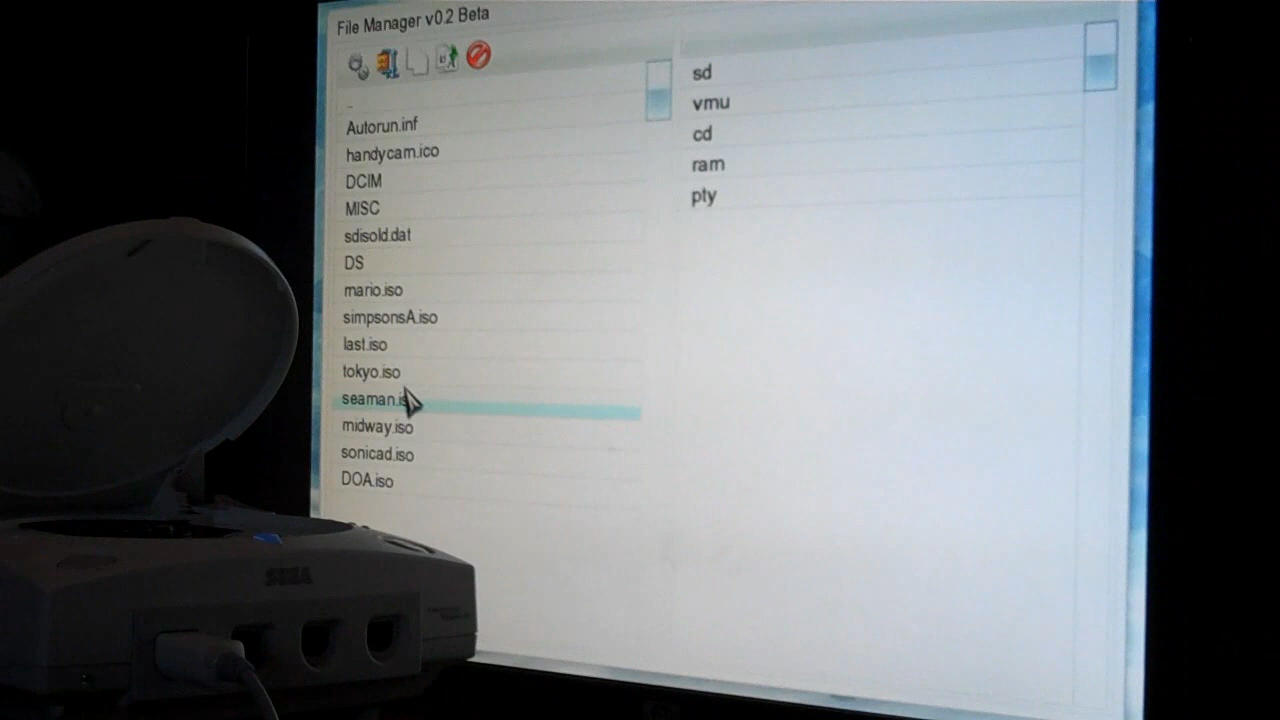 File Manager v0.2 Beta
..
Autorun.inf
handycam.ico
DCIM
MISC
sdisold.dat
DS
mario.iso
simpsonsA.iso
last.iso
tokyo.iso
midway.iso
sonicad.iso
DOA.iso
sd
vmu
cd
ram
pty
SEGA